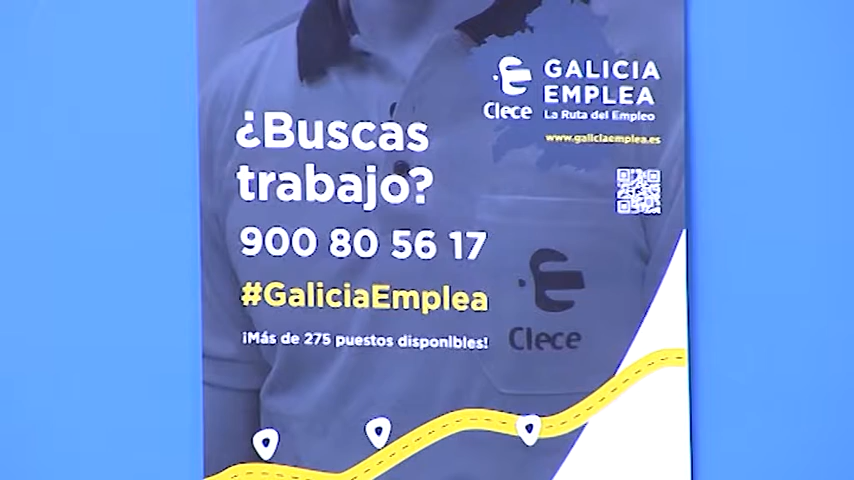 GALICIA
EMPLEA
Clece
La Ruta del Empleo
www.galiciaemplea.es
¿Buscas
trabajo?
900 80 56 17
#GaliciaEmplea
¡Más de 275 puestos disponibles!
Clece